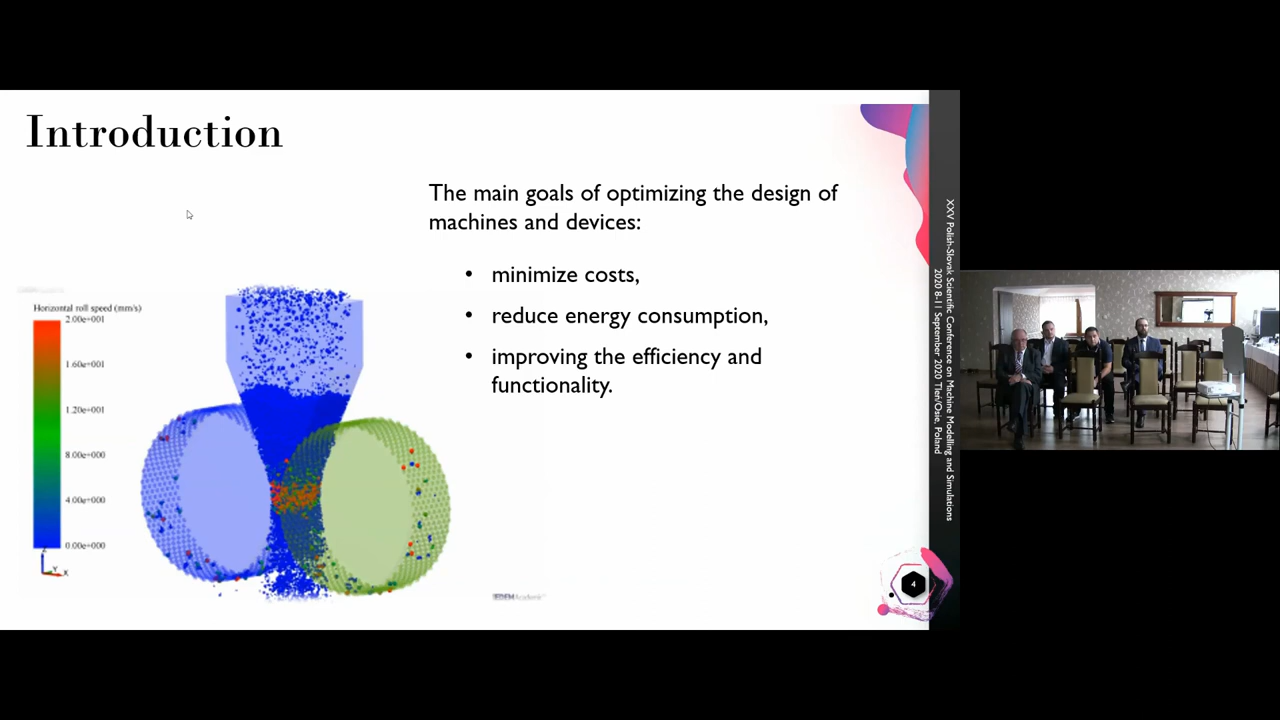 Introduction
The main goals of optimizing the design of
machines and devices:
• minimize costs,
• reduce energy consumption,
• improving the efficiency and
functionality.
Horizontal roll speed (mm/s)
2.00e+001
1.60e+001
1.20e+001
8.00e+000
4.00e+000
0.00e+000
Z
Y
X
EDEM Academic
4
XXV Polish-Slovak Scientific Conference on Machine Modelling and Simulations
2020 8-11 September 2020 Tleń/Osie, Poland